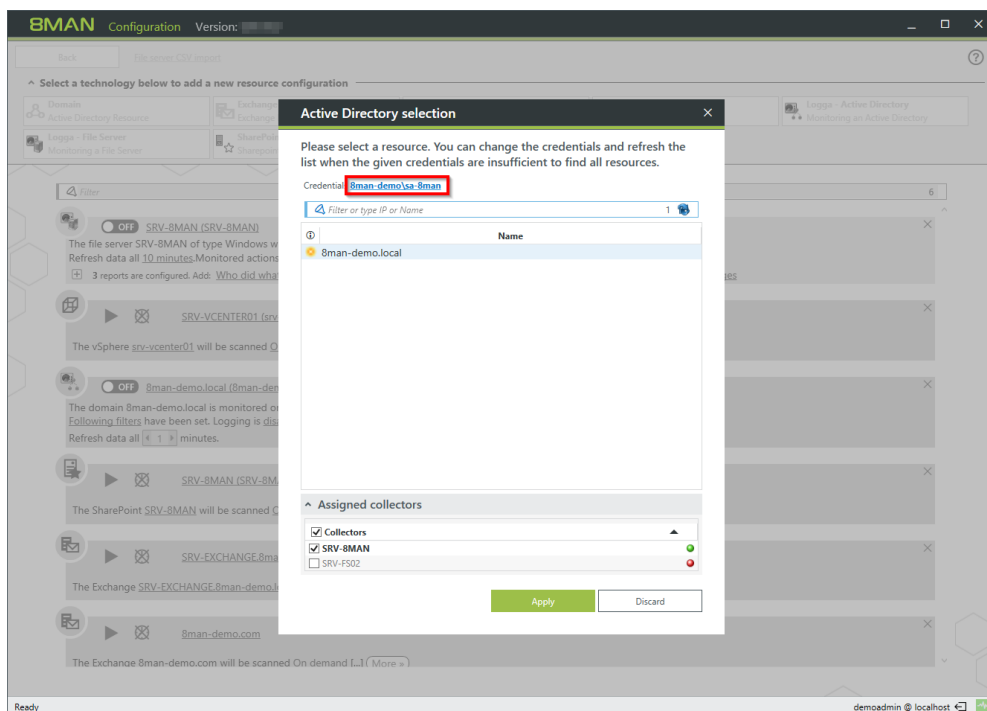 8MAN Configuration Version:
Back File server CSV export
Select a technology below to add a new resource configuration
Domain
Active Directory Resource
Exchange
Exchange
Logga - Active Directory
Monitoring an Active Directory
Logga - File Server
Monitoring a File Server
SharePoin
Sharepoin
Filter 6
OFF SRV-8MAN (SRV-8MAN)
The file server SRV-8MAN of type Windows w
Refresh data all 10 minutes.Monitored actions
3 reports are configured. Add: Who did wha
ges
SRV-VCENTER01 (srv
The vSphere srv-vcenter01 will be scanned O
OFF 8man-demo.local (8man-den
The domain 8man-demo.local is monitored or
Following filters have been set. Logging is dis
Refresh data all 1 minutes.
SRV-8MAN (SRV-8M
The SharePoint SRV-8MAN will be scanned O
SRV-EXCHANGE.8ma
The Exchange SRV-EXCHANGE.8man-demo.l
8man-demo.com
The Exchange 8man-demo.com will be scanned On demand [...] (More »)
Active Directory selection
Please select a resource. You can change the credentials and refresh the
list when the given credentials are insufficient to find all resources.
Credential 8man-demo\sa-8man
Filter or type IP or Name 1
Name
8man-demo.local
Assigned collectors
Collectors
SRV-8MAN
SRV-FS02
Apply Discard
Ready demoadmin @ localhost